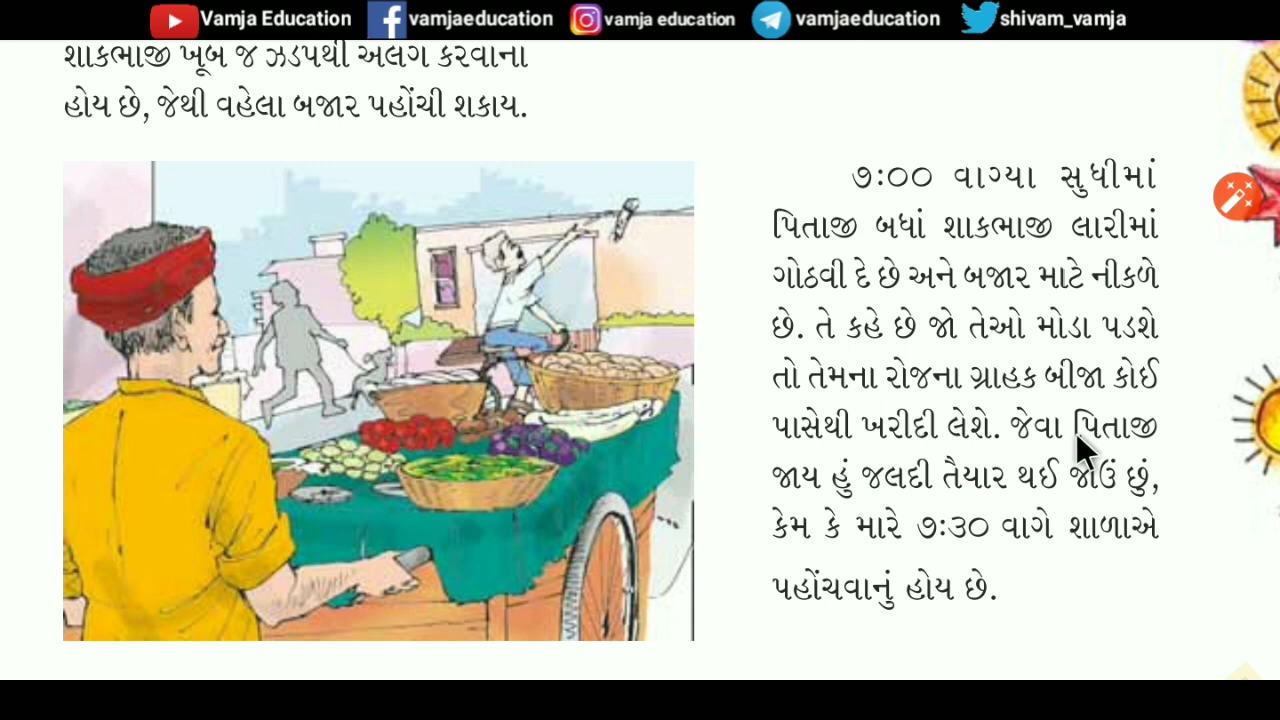 Vamja Education vamjaeducation vamja education vamjaeducation shivam_vamja
શાકભાજી ખૂબ જ ઝડપથી અલગ કરવાના
હોય છે, જેથી વહેલા બજાર પહોંચી શકાય.
૭:૦૦ વાગ્યા સુધીમાં
પિતાજી બધાં શાકભાજી લારીમાં
ગોઠવી દે છે અને બજાર માટે નીકળે
છે. તે કહે છે જો તેઓ મોડા પડશે
તો તેમના રોજના ગ્રાહક બીજા કોઈ
પાસેથી ખરીદી લેશે. જેવા પિતાજી
જાય હું જલદી તૈયાર થઈ જાઉં છું,
કેમ કે મારે ૭:૩૦ વાગે શાળાએ
પહોંચવાનું હોય છે.